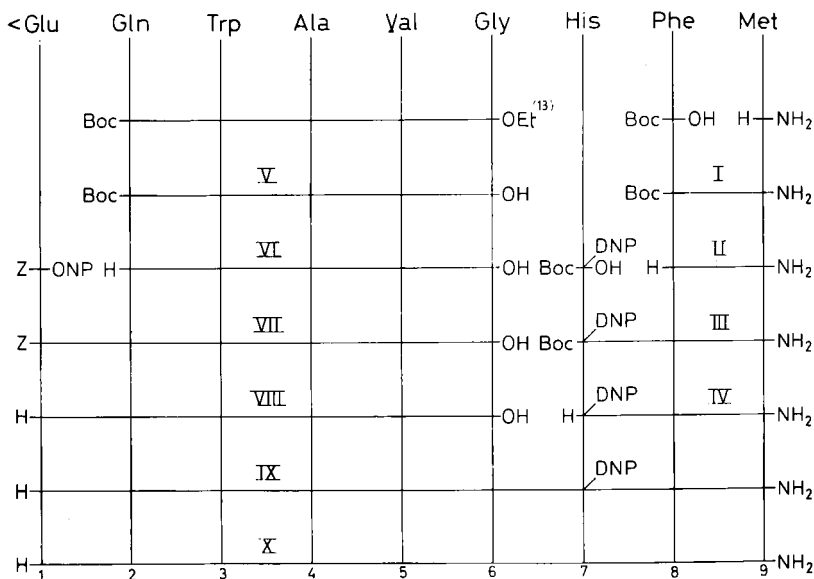 <Glu Gln Trp Ala Val Gly His Phe Met
Boc OEt (13) Boc OH H NH2
V I
Boc OH Boc NH2
VI DNP II
Z ONP H OH Boc OH H NH2
VII DNP III
Z OH Boc NH2
VIII DNP IV
H OH H NH2
IX DNP
H NH2
X
H NH2
1 2 3 4 5 6 7 8 9